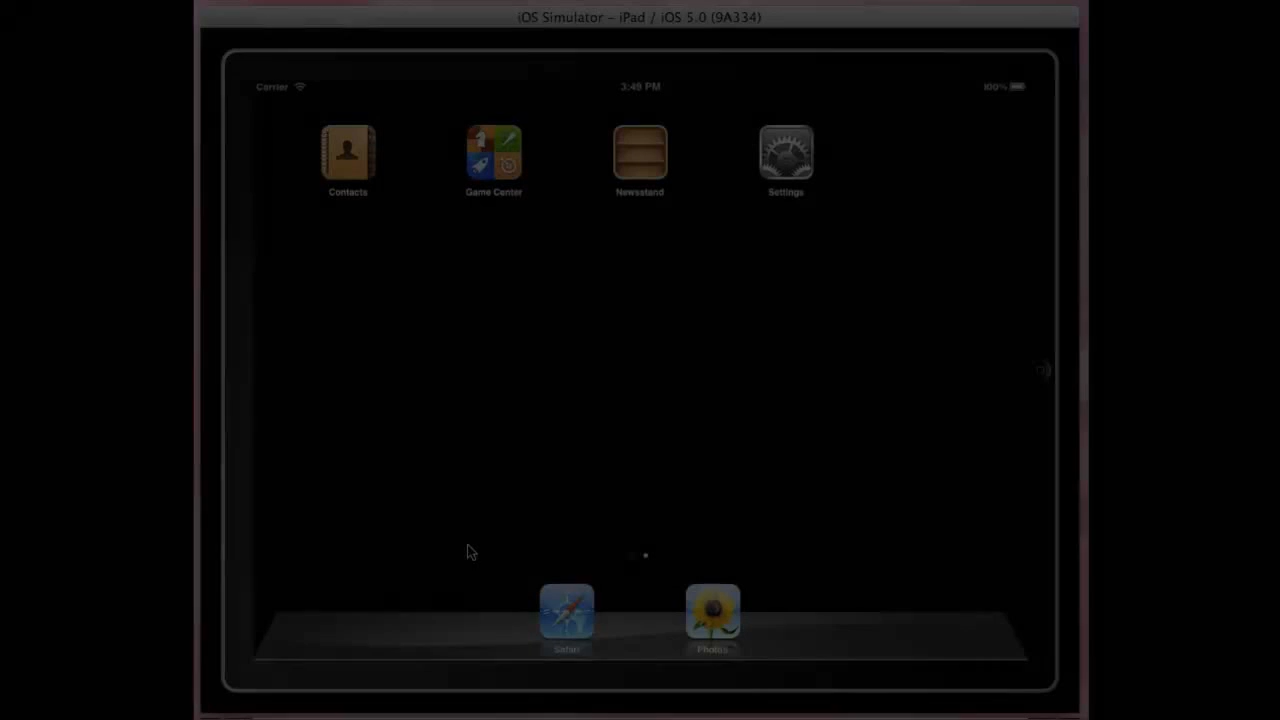 iOS Simulator – iPad / iOS 5.0 (9A334)
Carrier 3:49 PM 100%
Contacts Game Center Newsstand Settings
Safari Photos